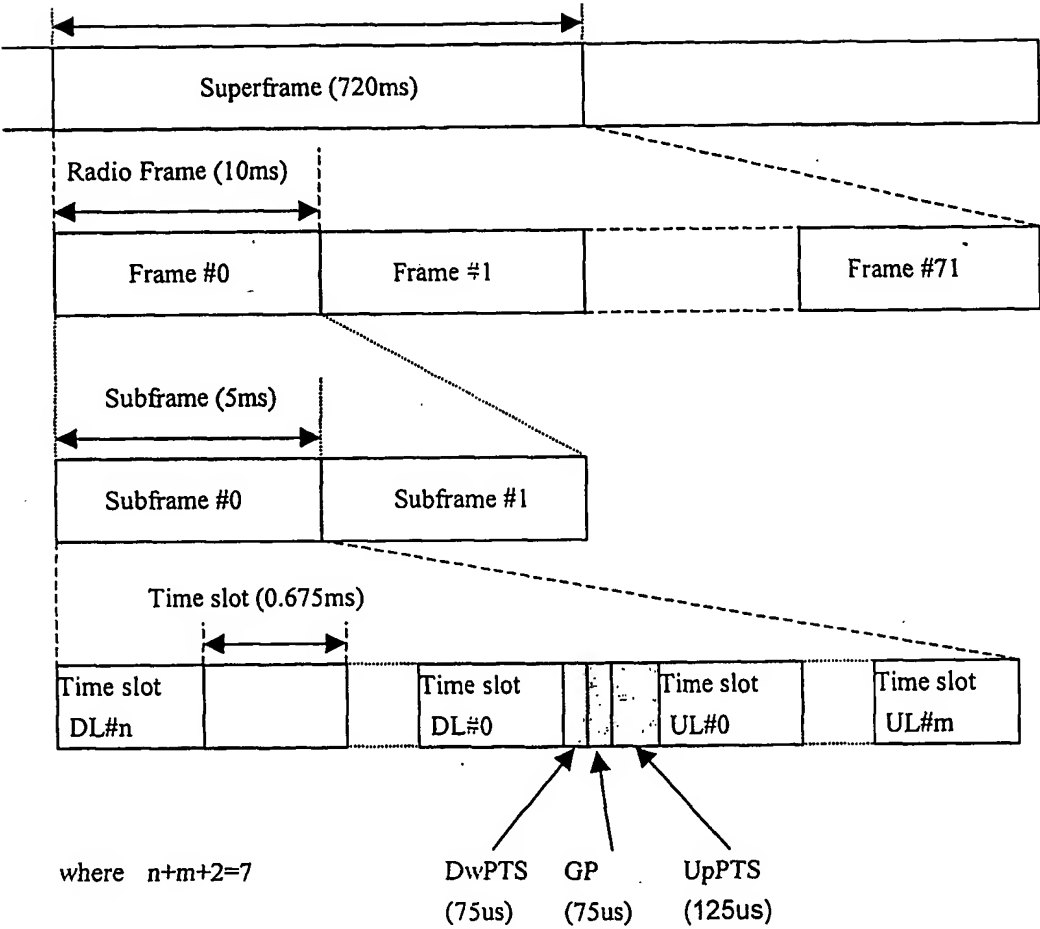 Superframe (720ms)
Radio Frame (10ms)
Frame #0
Frame #1
Frame #71
Subframe (5ms)
Subframe #0
Subframe #1
Time slot (0.675ms)
Time slot
DL#n
Time slot
DL#0
Time slot
UL#0
Time slot
UL#m
where n+m+2=7
DwPTS
(75us)
GP
(75us)
UpPTS
(125us)